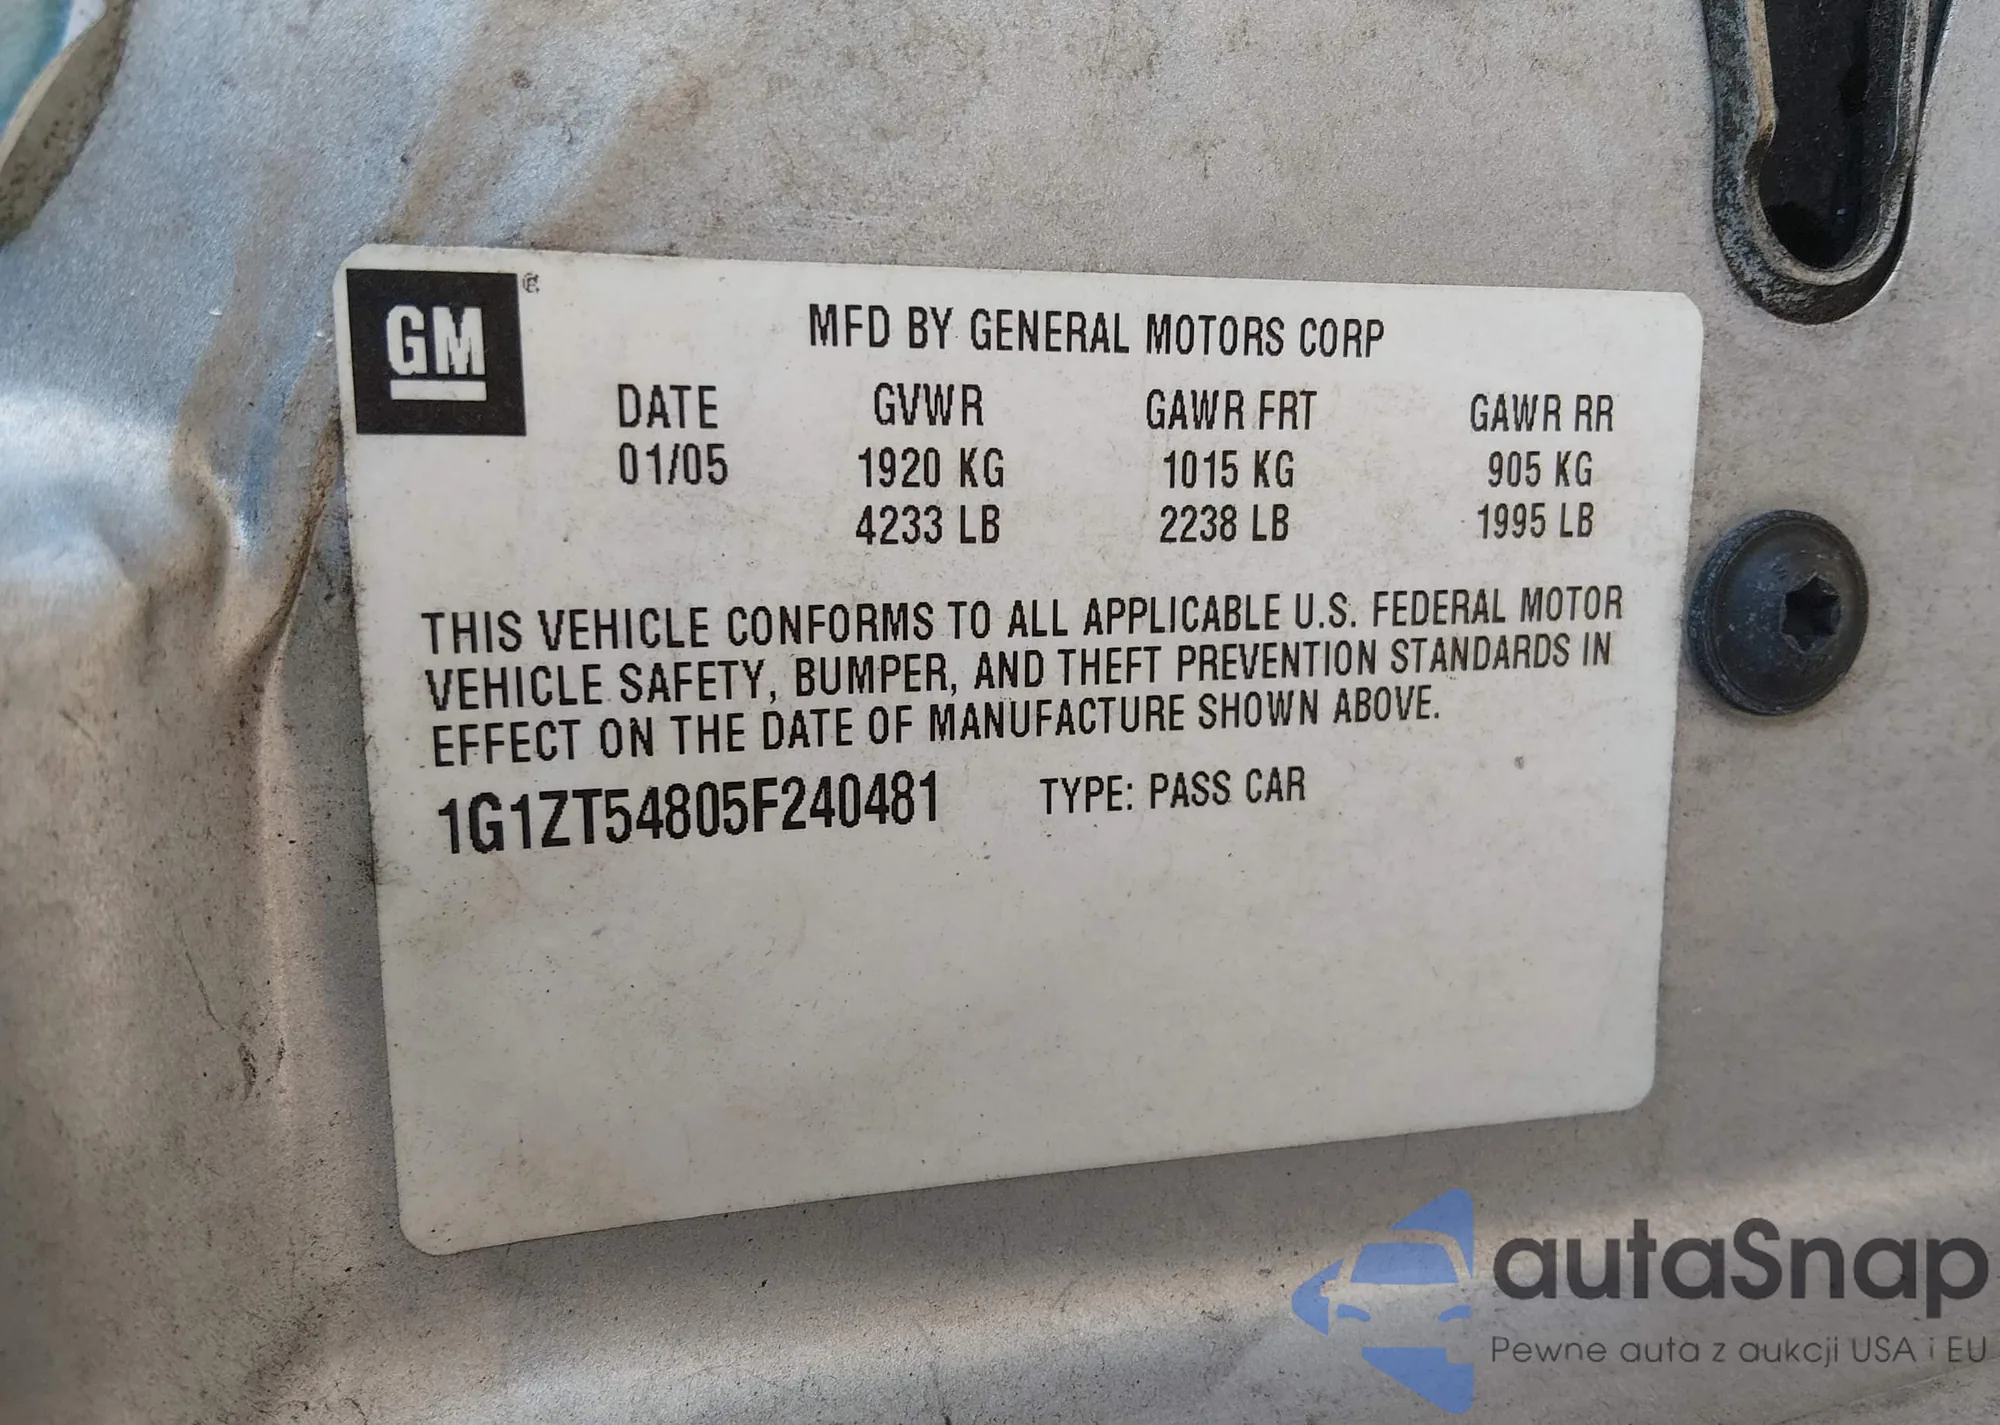 GM ®
MFD BY GENERAL MOTORS CORP
DATE GVWR GAWR FRT GAWR RR
01/05 1920 KG 1015 KG 905 KG
4233 LB 2238 LB 1995 LB
THIS VEHICLE CONFORMS TO ALL APPLICABLE U.S. FEDERAL MOTOR
VEHICLE SAFETY, BUMPER, AND THEFT PREVENTION STANDARDS IN
EFFECT ON THE DATE OF MANUFACTURE SHOWN ABOVE.
1G1ZT54805F240481 TYPE: PASS CAR
autaSnap
Pewne auta z aukcji USA i EU